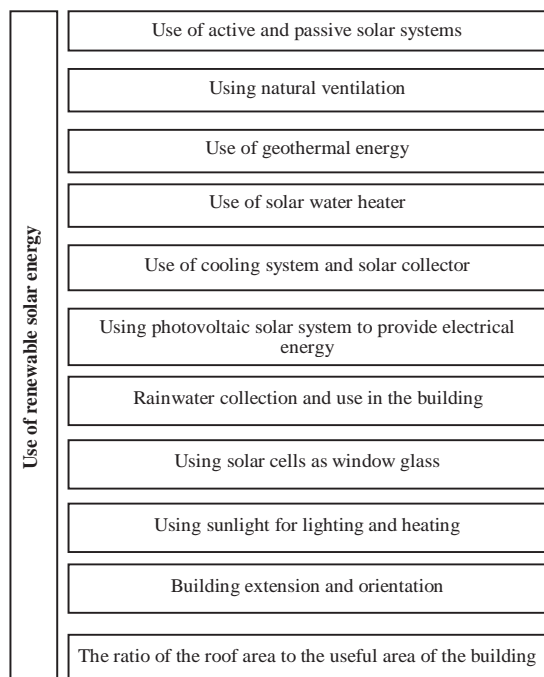 Use of renewable solar energy
Use of active and passive solar systems
Using natural ventilation
Use of geothermal energy
Use of solar water heater
Use of cooling system and solar collector
Using photovoltaic solar system to provide electrical
energy
Rainwater collection and use in the building
Using solar cells as window glass
Using sunlight for lighting and heating
Building extension and orientation
The ratio of the roof area to the useful area of the building